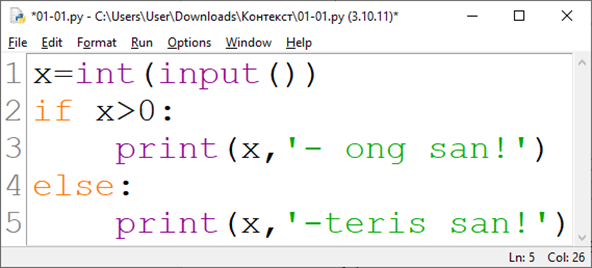 *01-01.py - C:\Users\User\Downloads\Контекст\01-01.py (3.10.11)*
File Edit Format Run Options Window Help
1 x=int(input())
2 if x>0:
3     print(x,'- ong san!')
4 else:
5     print(x,'-teris san!')
Ln: 5 Col: 26